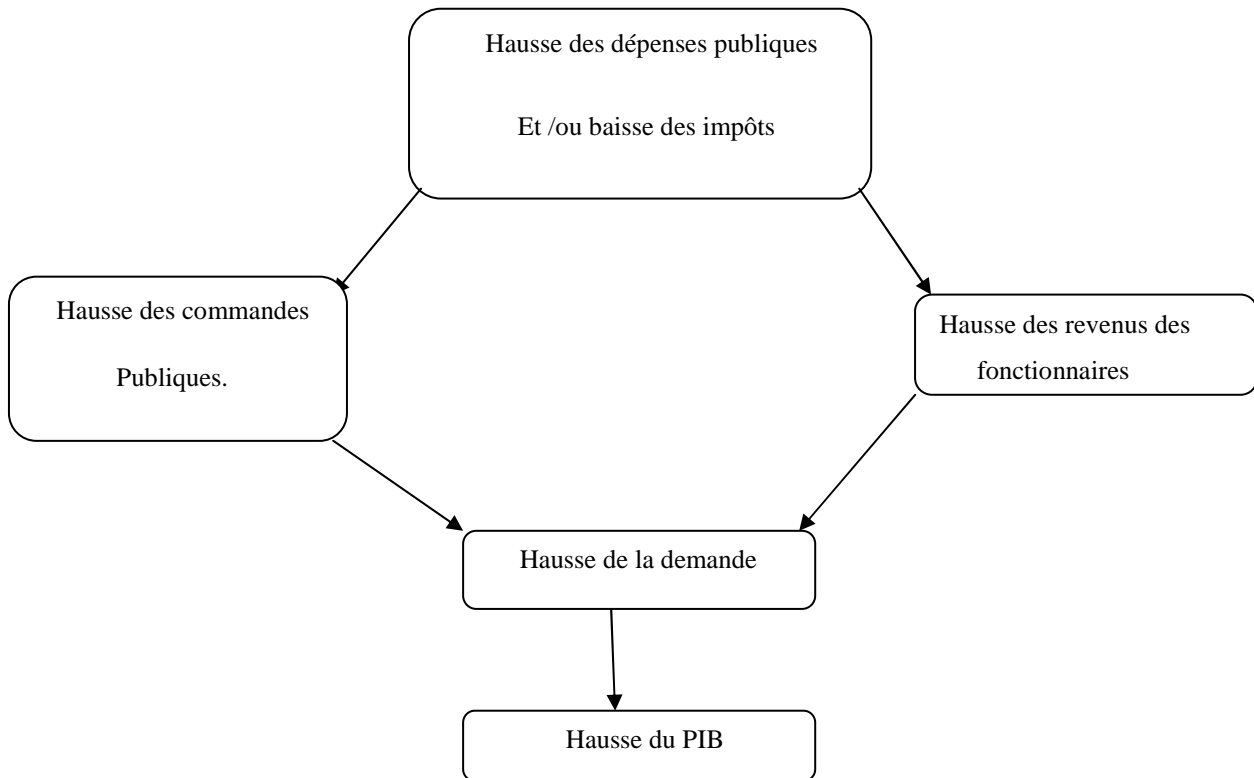 Hausse des dépenses publiques
Et /ou baisse des impôts
Hausse des commandes
Publiques.
Hausse des revenus des
fonctionnaires
Hausse de la demande
Hausse du PIB